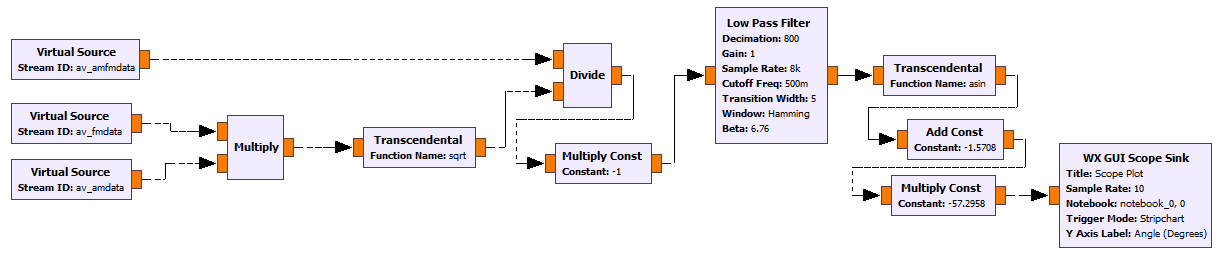 Virtual Source
Stream ID: av_amfmdata
Virtual Source
Stream ID: av_fmdata
Virtual Source
Stream ID: av_amdata
Multiply
Transcendental
Function Name: sqrt
Divide
Multiply Const
Constant: -1
Low Pass Filter
Decimation: 800
Gain: 1
Sample Rate: 8k
Cutoff Freq: 500m
Transition Width: 5
Window: Hamming
Beta: 6.76
Transcendental
Function Name: asin
Add Const
Constant: -1.5708
Multiply Const
Constant: -57.2958
WX GUI Scope Sink
Title: Scope Plot
Sample Rate: 10
Notebook: notebook_0, 0
Trigger Mode: Stripchart
Y Axis Label: Angle (Degrees)